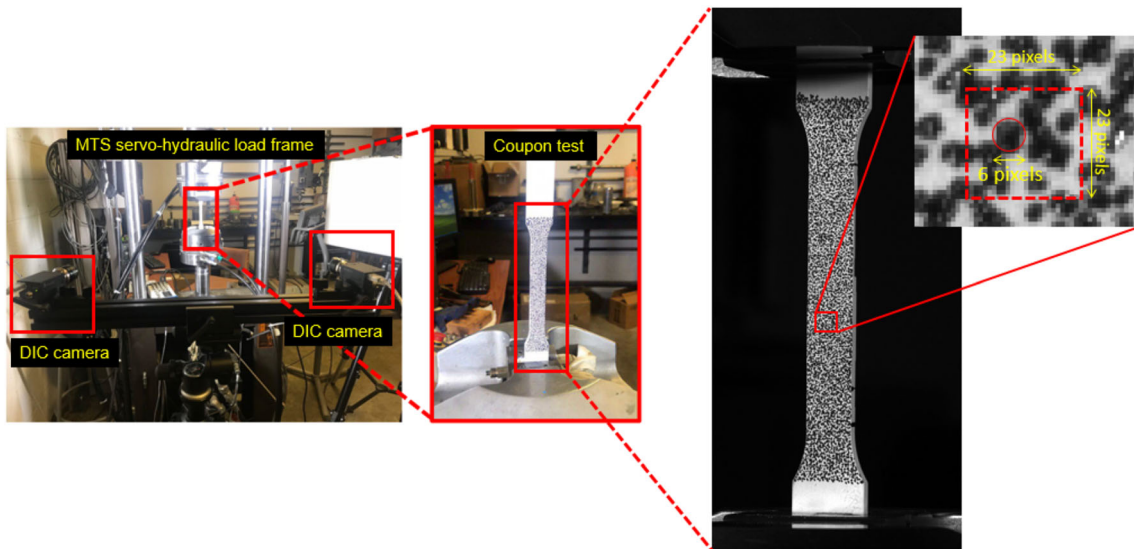 MTS servo-hydraulic load frame
DIC camera
DIC camera
Coupon test
23 pixels
23 pixels
6 pixels